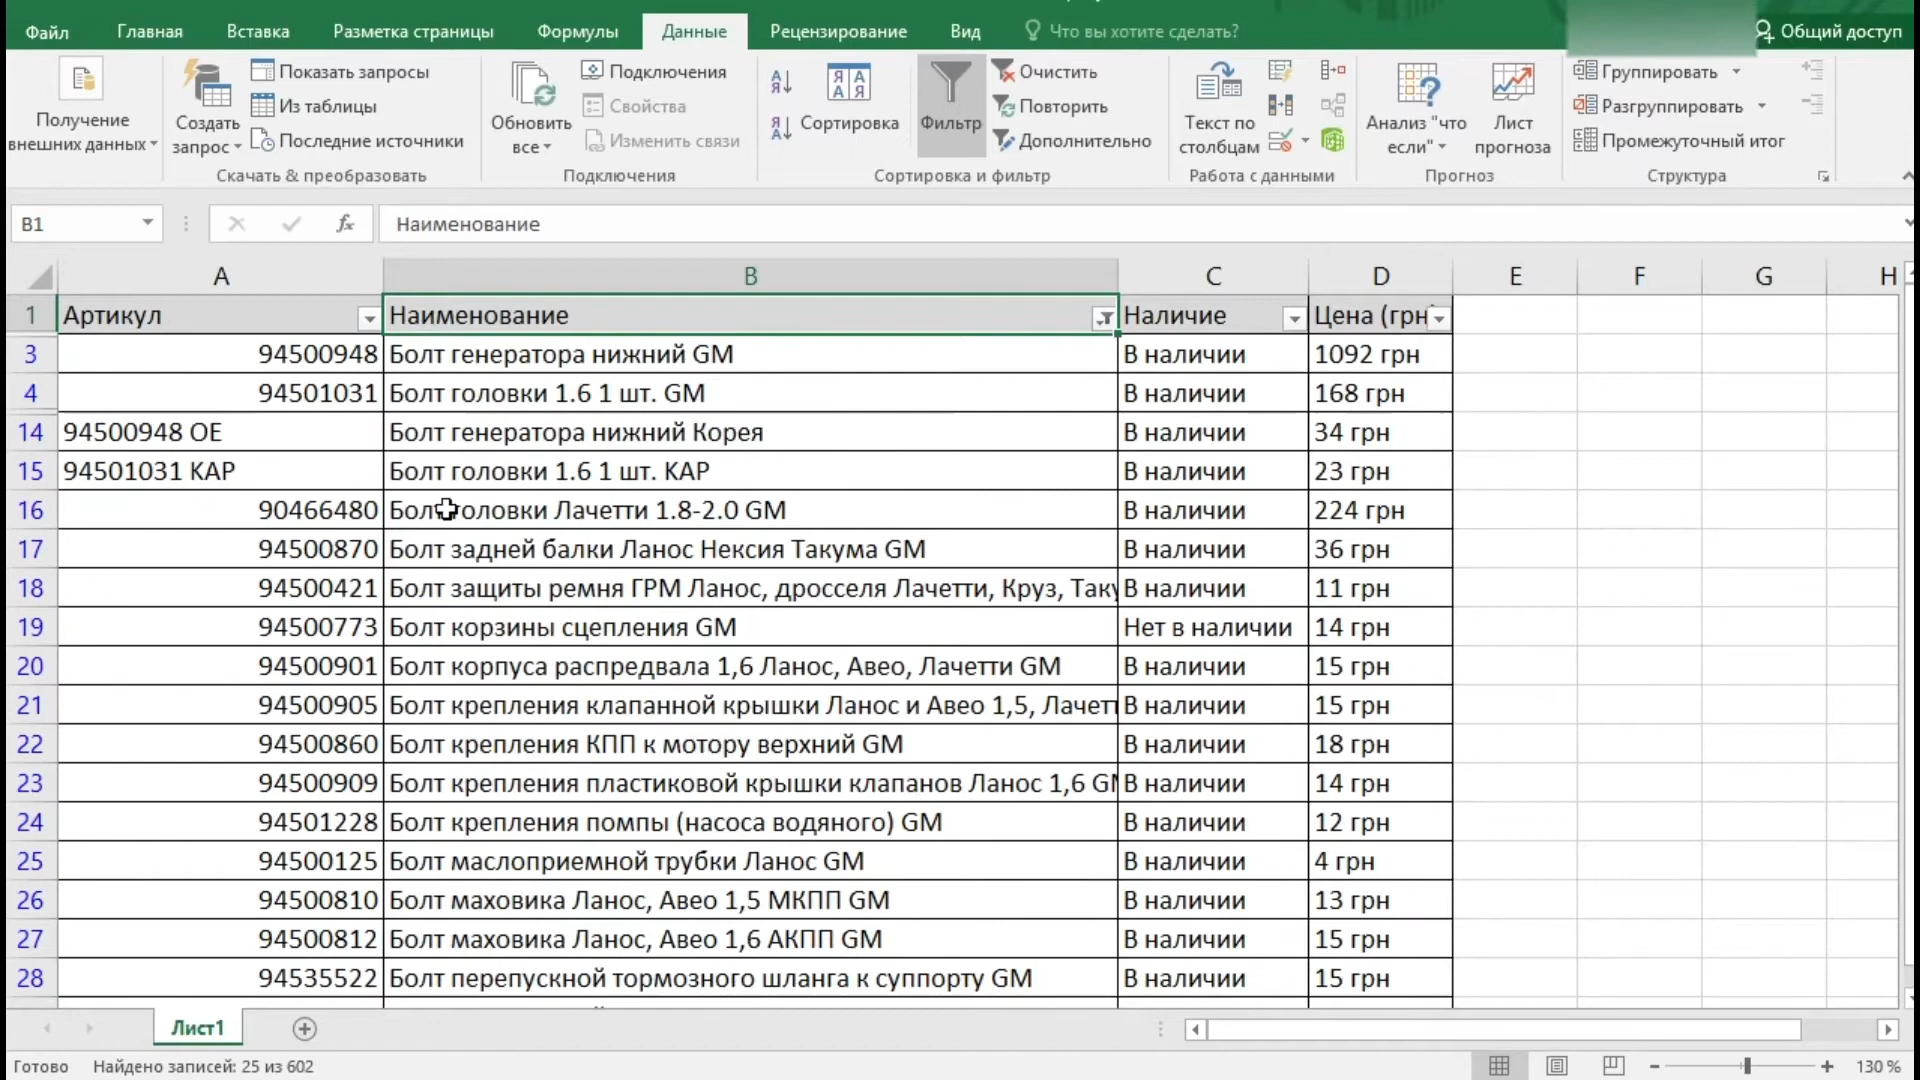 Файл Главная Вставка Разметка страницы Формулы Данные Рецензирование Вид Что вы хотите сделать? Общий доступ
Получение внешних данных
Создать запрос
Показать запросы
Из таблицы
Последние источники
Скачать & преобразовать
Обновить все
Подключения
Свойства
Изменить связи
Подключения
Сортировка
Фильтр
Очистить
Повторить
Дополнительно
Сортировка и фильтр
Текст по столбцам
Работа с данными
Анализ "что если"
Лист прогноза
Прогноз
Группировать
Разгруппировать
Промежуточный итог
Структура
B1 fx Наименование
A B C D E F G H
1 Артикул Наименование Наличие Цена (грн
3 94500948 Болт генератора нижний GM В наличии 1092 грн
4 94501031 Болт головки 1.6 1 шт. GM В наличии 168 грн
14 94500948 OE Болт генератора нижний Корея В наличии 34 грн
15 94501031 KAP Болт головки 1.6 1 шт. KAP В наличии 23 грн
16 90466480 Болт головки Лачетти 1.8-2.0 GM В наличии 224 грн
17 94500870 Болт задней балки Ланос Нексия Такума GM В наличии 36 грн
18 94500421 Болт защиты ремня ГРМ Ланос, дросселя Лачетти, Круз, Таку В наличии 11 грн
19 94500773 Болт корзины сцепления GM Нет в наличии 14 грн
20 94500901 Болт корпуса распредвала 1,6 Ланос, Авео, Лачетти GM В наличии 15 грн
21 94500905 Болт крепления клапанной крышки Ланос и Авео 1,5, Лачет В наличии 15 грн
22 94500860 Болт крепления КПП к мотору верхний GM В наличии 18 грн
23 94500909 Болт крепления пластиковой крышки клапанов Ланос 1,6 GM В наличии 14 грн
24 94501228 Болт крепления помпы (насоса водяного) GM В наличии 12 грн
25 94500125 Болт маслоприемной трубки Ланос GM В наличии 4 грн
26 94500810 Болт маховика Ланос, Авео 1,5 МКПП GM В наличии 13 грн
27 94500812 Болт маховика Ланос, Авео 1,6 АКПП GM В наличии 15 грн
28 94535522 Болт перепускной тормозного шланга к суппорту GM В наличии 15 грн
Лист1
Готово Найдено записей: 25 из 602 130 %